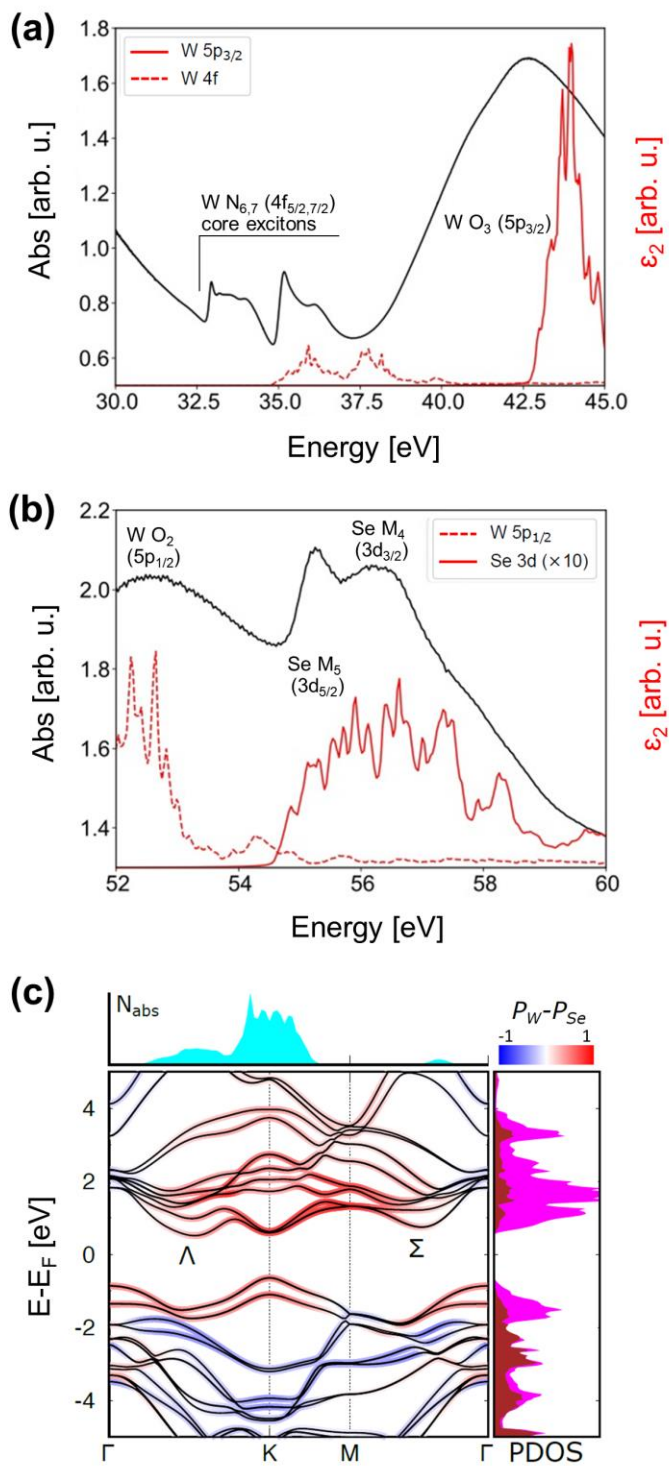 (a)
W 5p3/2
W 4f
W N6,7 (4f5/2,7/2)
core excitons
W O3 (5p3/2)
1.8
1.6
1.4
1.2
1.0
0.8
0.6
Abs [arb. u.]
ε2 [arb. u.]
30.0 32.5 35.0 37.5 40.0 42.5 45.0
Energy [eV]
(b)
W O2
(5p1/2)
Se M4
(3d3/2)
W 5p1/2
Se 3d (×10)
Se M5
(3d5/2)
2.2
2.0
1.8
1.6
1.4
Abs [arb. u.]
ε2 [arb. u.]
52 54 56 58 60
Energy [eV]
(c)
Nabs
PW-PSe
-1 1
4
2
0
-2
-4
E-EF [eV]
Λ Σ
Γ K M Γ PDOS